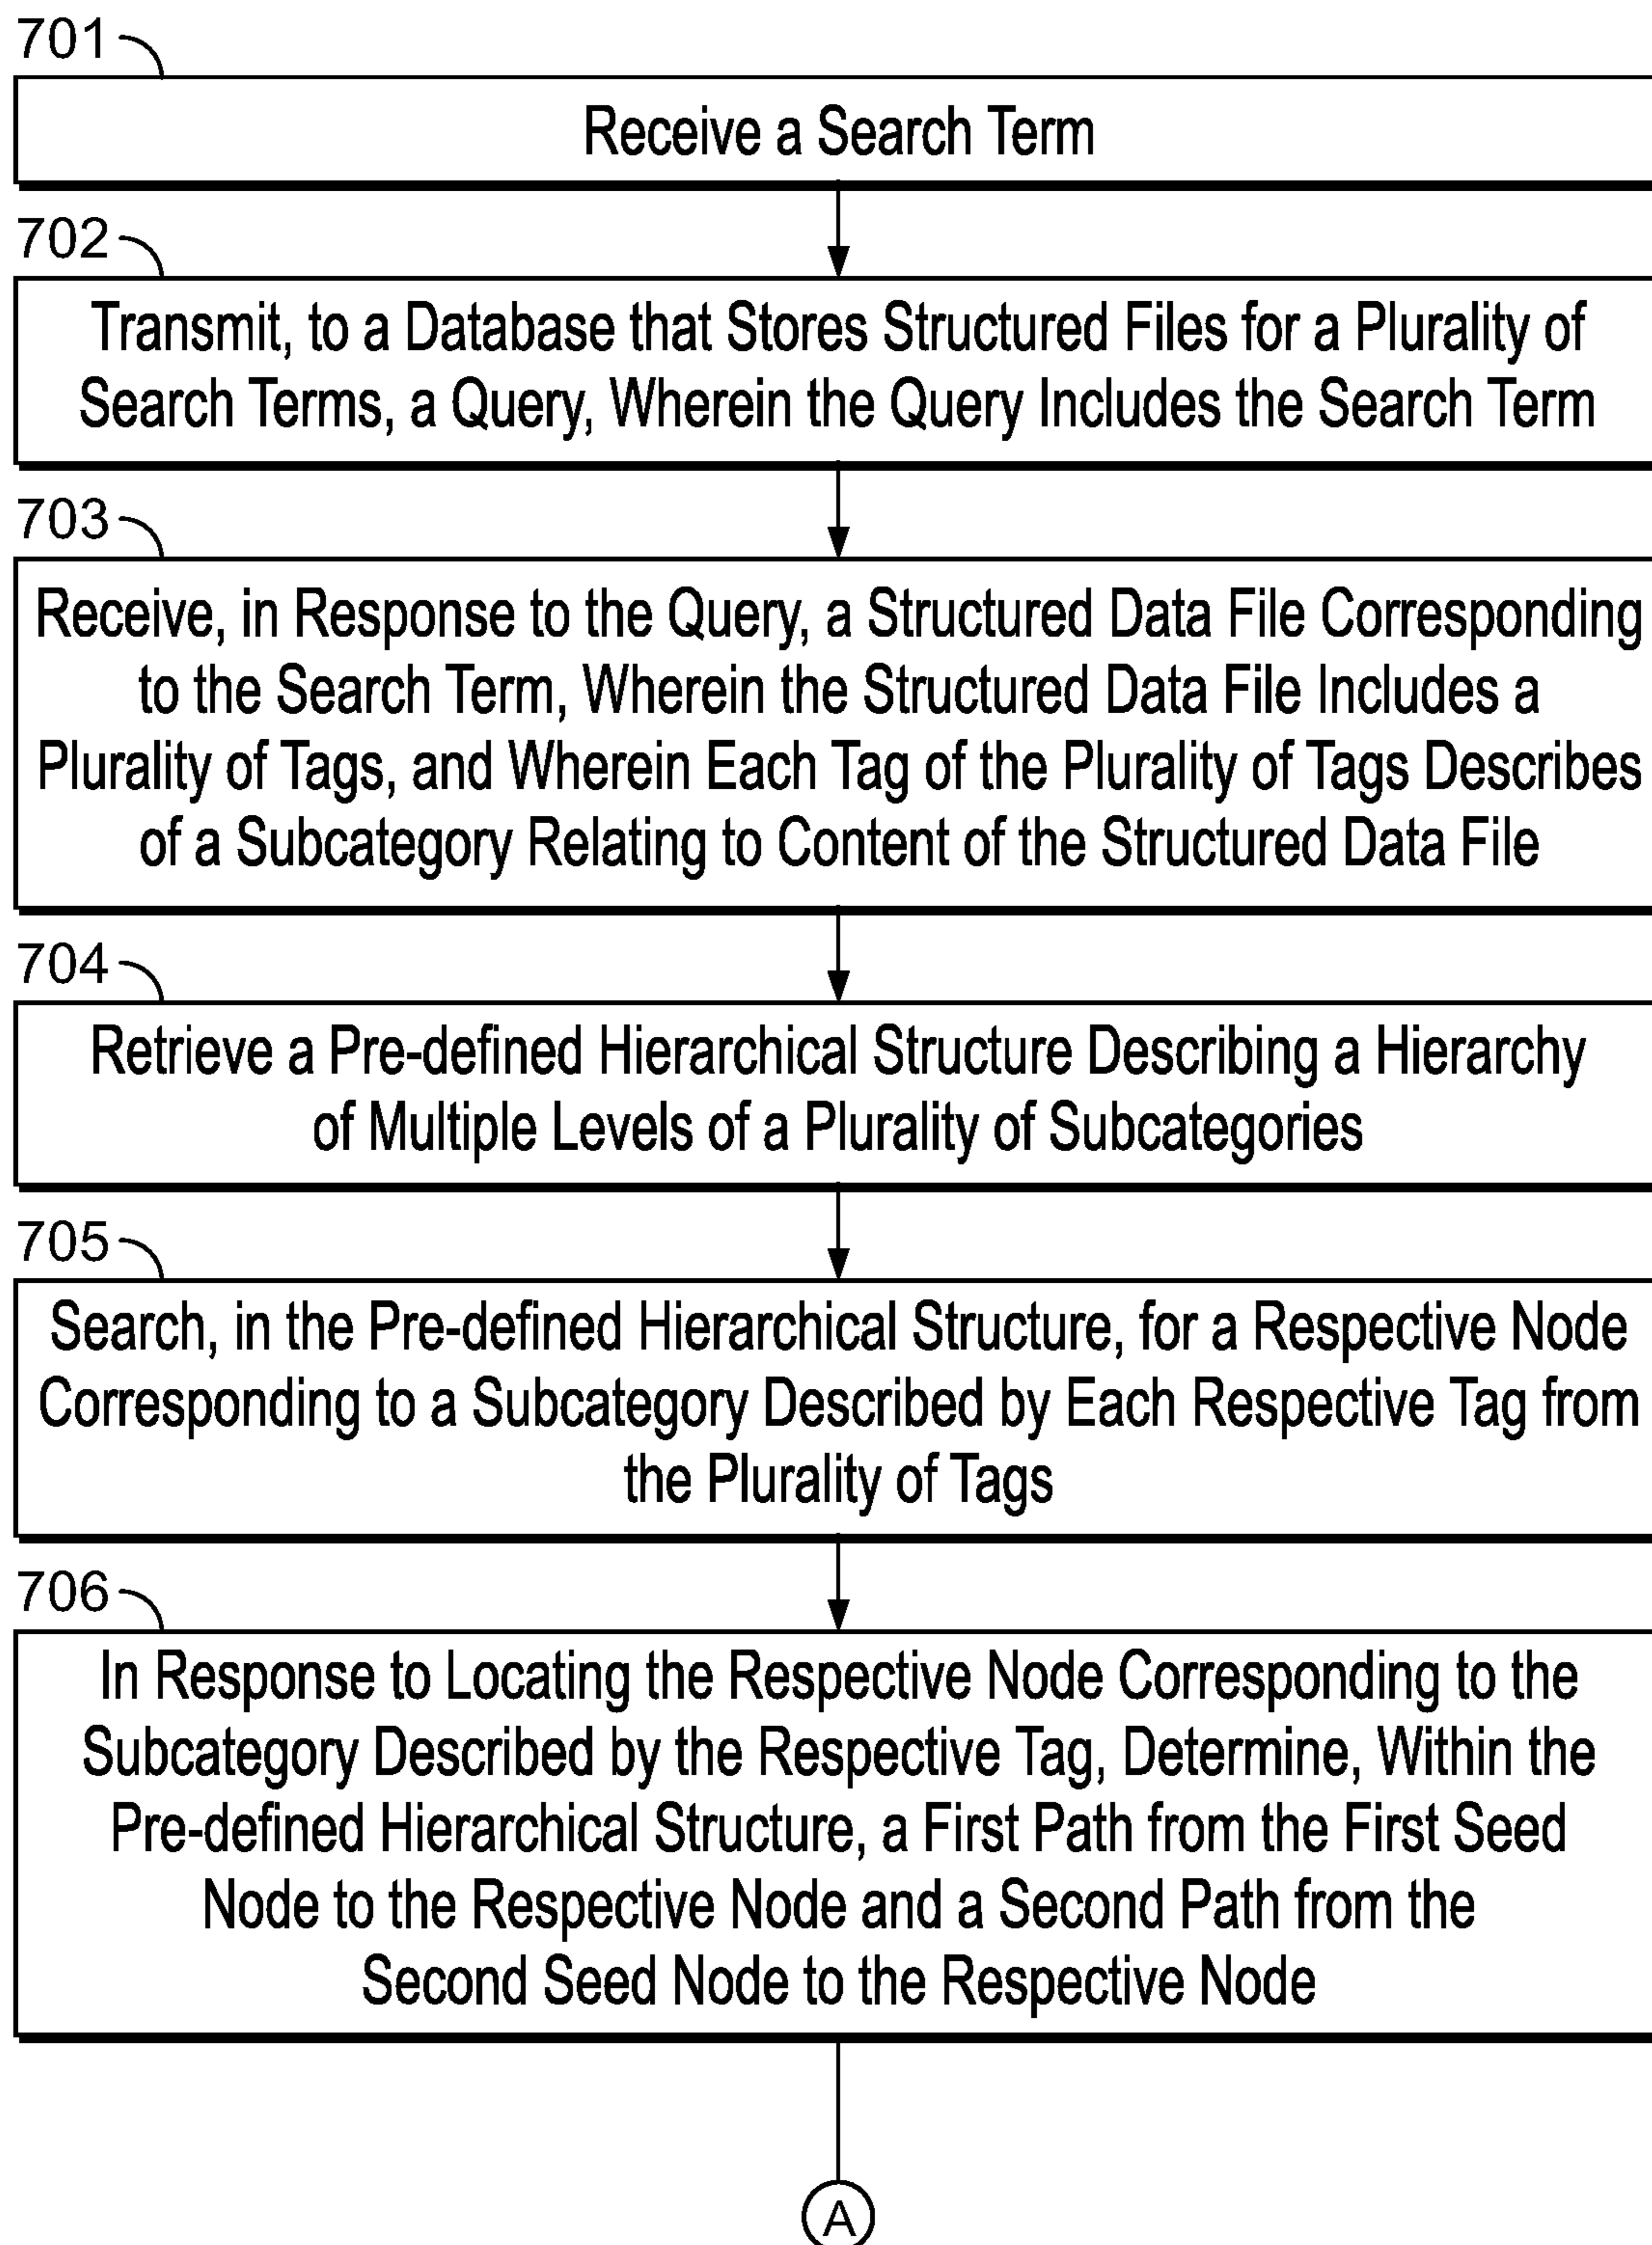 701
Receive a Search Term
702
Transmit, to a Database that Stores Structured Files for a Plurality of
Search Terms, a Query, Wherein the Query Includes the Search Term
703
Receive, in Response to the Query, a Structured Data File Corresponding
to the Search Term, Wherein the Structured Data File Includes a
Plurality of Tags, and Wherein Each Tag of the Plurality of Tags Describes
of a Subcategory Relating to Content of the Structured Data File
704
Retrieve a Pre-defined Hierarchical Structure Describing a Hierarchy
of Multiple Levels of a Plurality of Subcategories
705
Search, in the Pre-defined Hierarchical Structure, for a Respective Node
Corresponding to a Subcategory Described by Each Respective Tag from
the Plurality of Tags
706
In Response to Locating the Respective Node Corresponding to the
Subcategory Described by the Respective Tag, Determine, Within the
Pre-defined Hierarchical Structure, a First Path from the First Seed
Node to the Respective Node and a Second Path from the
Second Seed Node to the Respective Node
A